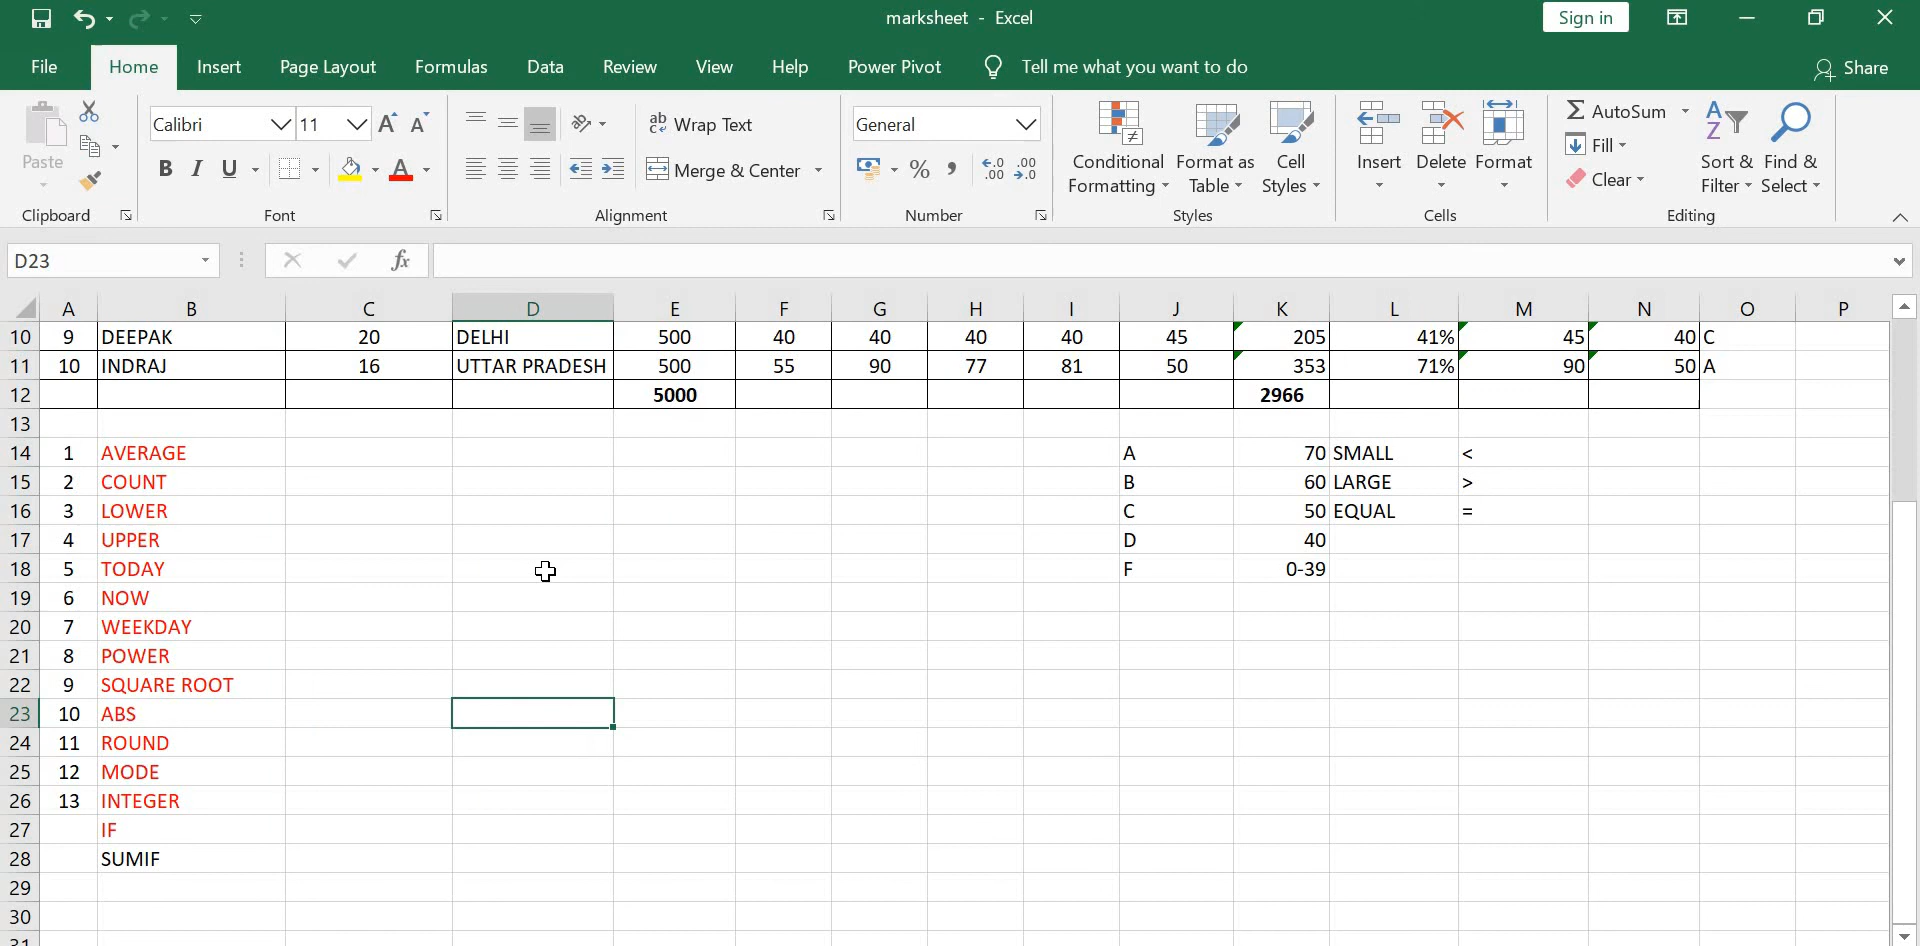 marksheet - Excel
Sign in
File Home Insert Page Layout Formulas Data Review View Help Power Pivot Tell me what you want to do Share
Paste
Calibri 11
B I U
Wrap Text
Merge & Center
General
% , .00 .00
Conditional Formatting
Format as Table
Cell Styles
Insert Delete Format
AutoSum
Fill
Clear
Sort & Filter
Find & Select
Clipboard Font Alignment Number Styles Cells Editing
D23 fx
A B C D E F G H I J K L M N O P
10 9 DEEPAK 20 DELHI 500 40 40 40 40 45 205 41% 45 40 C
11 10 INDRAJ 16 UTTAR PRADESH 500 55 90 77 81 50 353 71% 90 50 A
12 5000 2966
13
14 1 AVERAGE A 70 SMALL <
15 2 COUNT B 60 LARGE >
16 3 LOWER C 50 EQUAL =
17 4 UPPER D 40
18 5 TODAY F 0-39
19 6 NOW
20 7 WEEKDAY
21 8 POWER
22 9 SQUARE ROOT
23 10 ABS
24 11 ROUND
25 12 MODE
26 13 INTEGER
27 IF
28 SUMIF
29
30
31